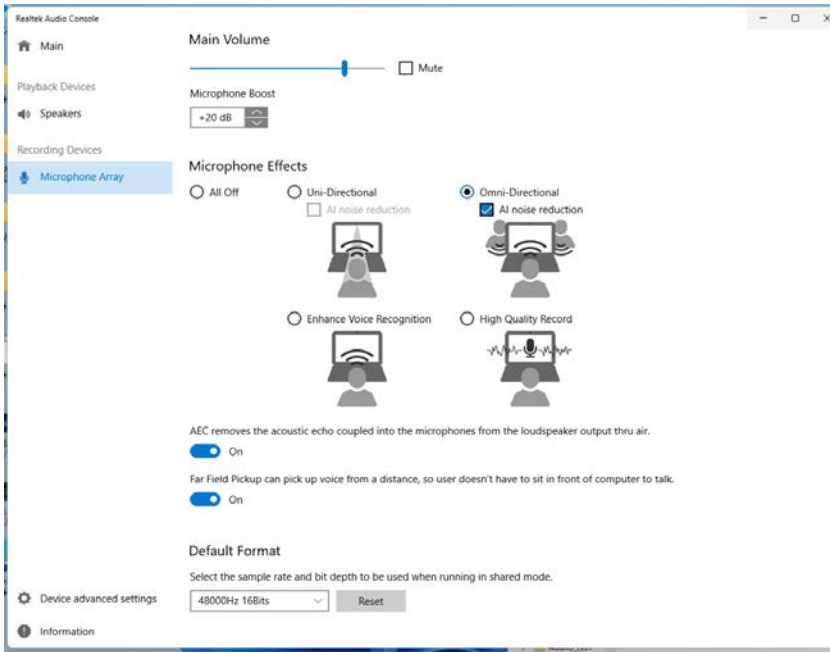 Realtek Audio Console
Main
Playback Devices
Speakers
Recording Devices
Microphone Array
Device advanced settings
Information
Main Volume
Mute
Microphone Boost
+20 dB
Microphone Effects
All Off
Uni-Directional
AI noise reduction
Omni-Directional
AI noise reduction
Enhance Voice Recognition
High Quality Record
AEC removes the acoustic echo coupled into the microphones from the loudspeaker output thru air.
On
Far Field Pickup can pick up voice from a distance, so user doesn't have to sit in front of computer to talk.
On
Default Format
Select the sample rate and bit depth to be used when running in shared mode.
48000Hz 16Bits
Reset